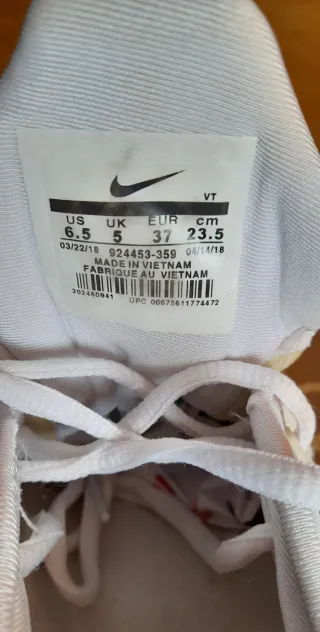 VT
US UK EUR cm
6.5 5 37 23.5
03/22/18 924453-359 04/14/18
MADE IN VIETNAM
FABRIQUE AU VIETNAM
202460941
UPC 00675611774472